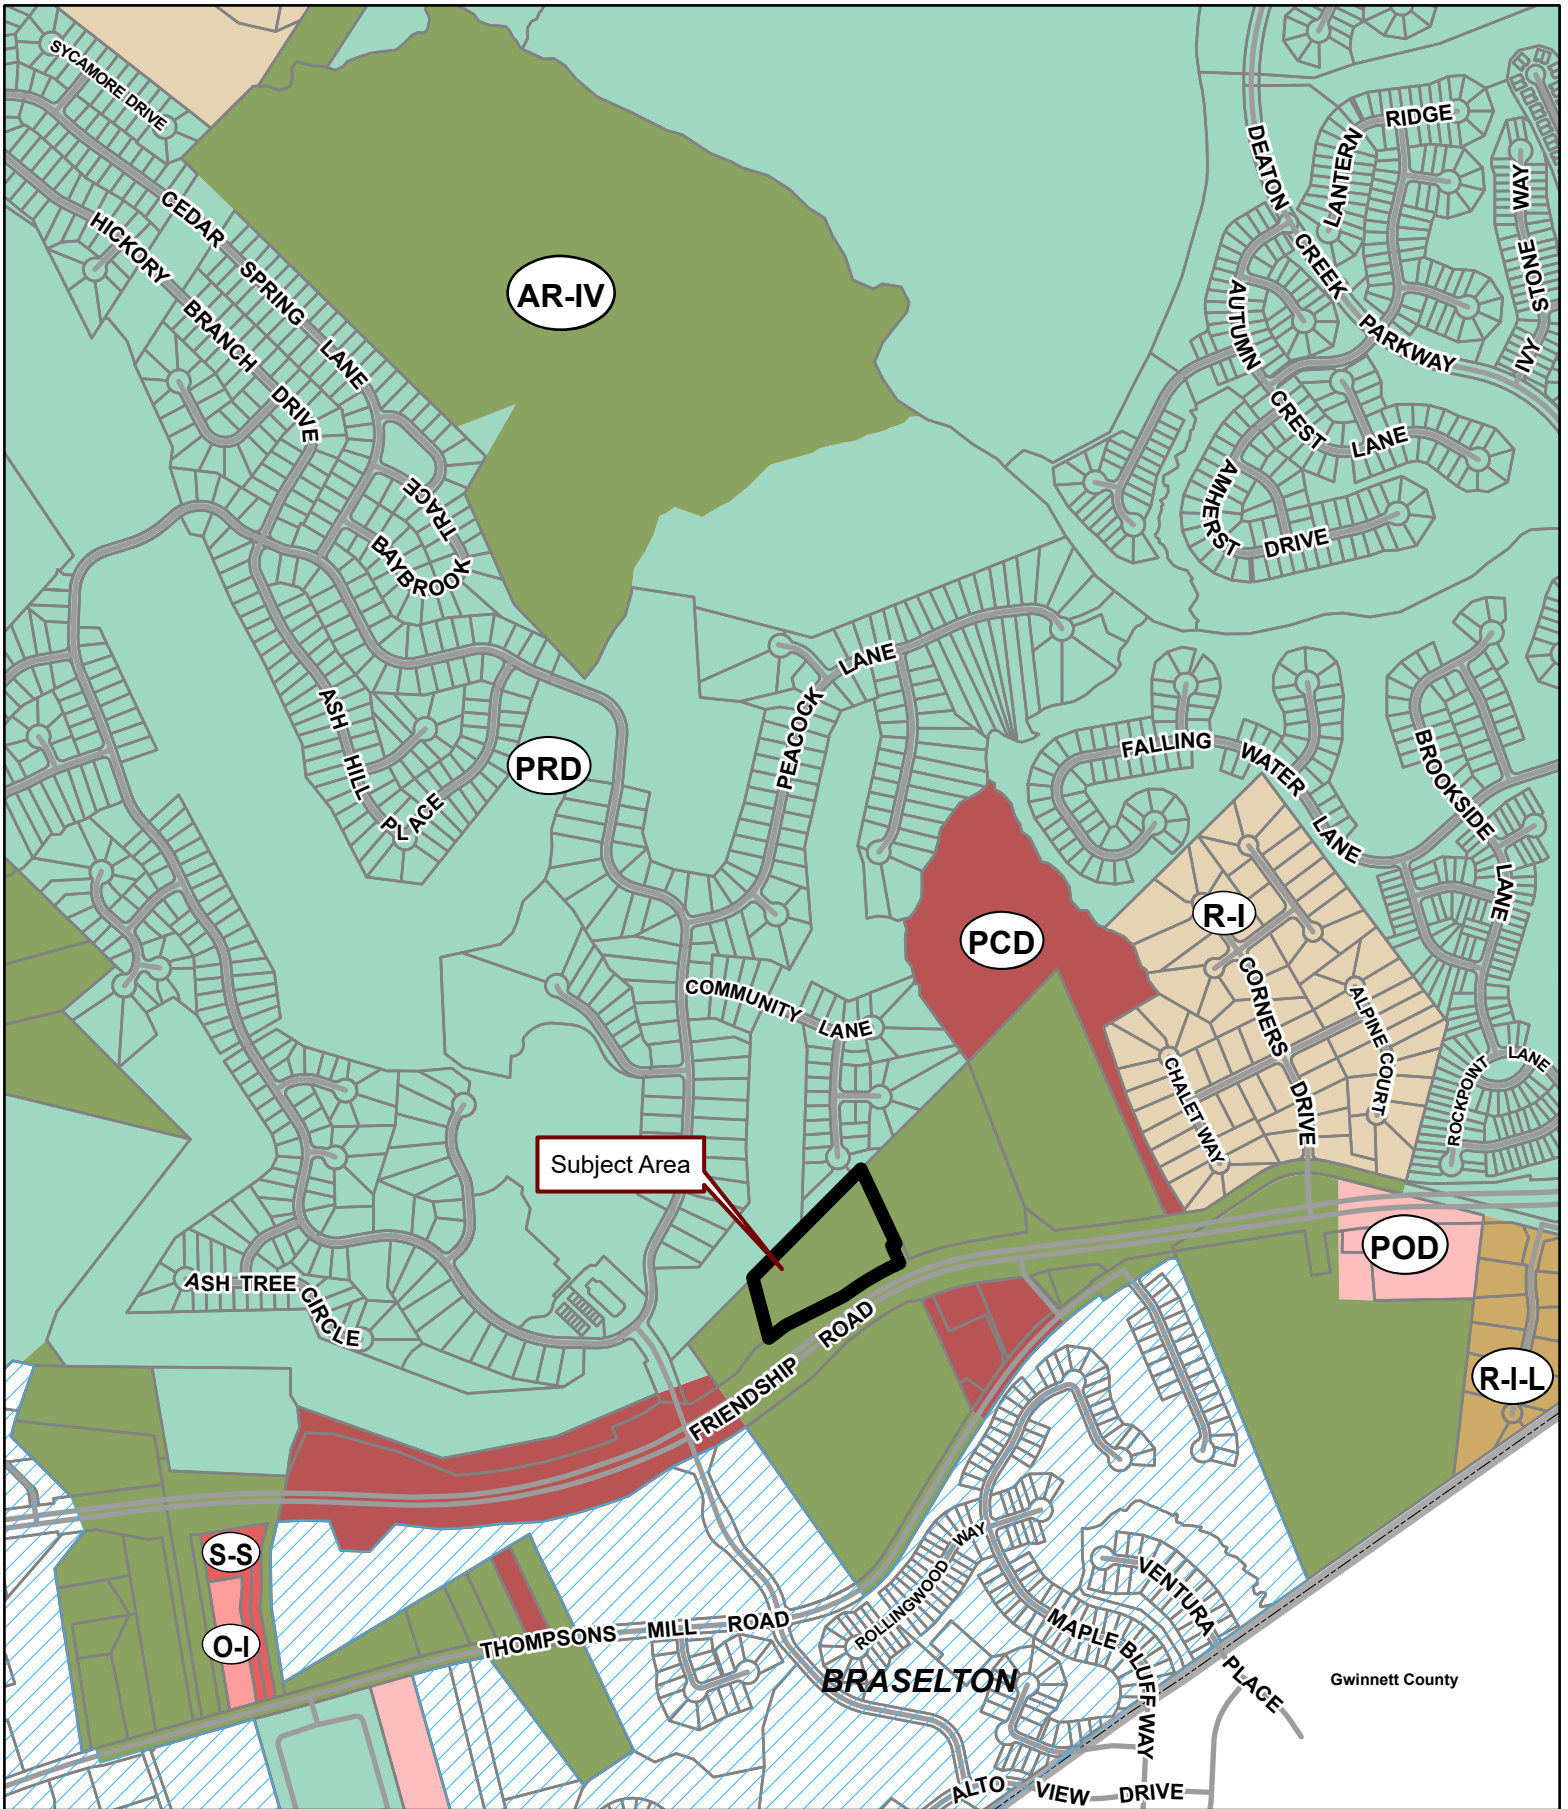 SYCAMORE DRIVE
CEDAR SPRING LANE
HICKORY BRANCH DRIVE
AR-IV
DEATON CREEK PARKWAY
LANTERN RIDGE
IVY STONE WAY
AUTUMN CREST LANE
AMHERST DRIVE
BAYBROOK TRACE
PEACOCK LANE
ASH HILL PLACE
PRD
FALLING WATER LANE
BROOKSIDE LANE
R-I
PCD
COMMUNITY LANE
CORNERS DRIVE
ALPINE COURT
CHALET WAY
ROCKPOINT LANE
Subject Area
POD
ASH TREE CIRCLE
FRIENDSHIP ROAD
R-I-L
S-S
O-I
THOMPSONS MILL ROAD
ROLLINGWOOD WAY
VENTURA PLACE
MAPLE BLUFF WAY
BRASELTON
Gwinnett County
ALTO VIEW DRIVE